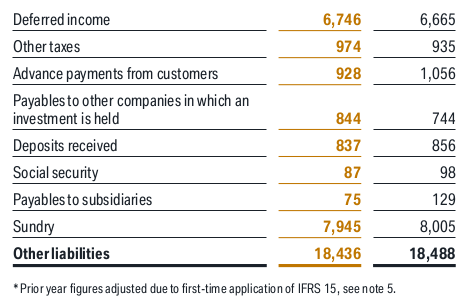 Deferred income 6,746 6,665
Other taxes 974 935
Advance payments from customers 928 1,056
Payables to other companies in which an
investment is held 844 744
Deposits received 837 856
Social security 87 98
Payables to subsidiaries 75 129
Sundry 7,945 8,005
Other liabilities 18,436 18,488
* Prior year figures adjusted due to first-time application of IFRS 15, see note 5.